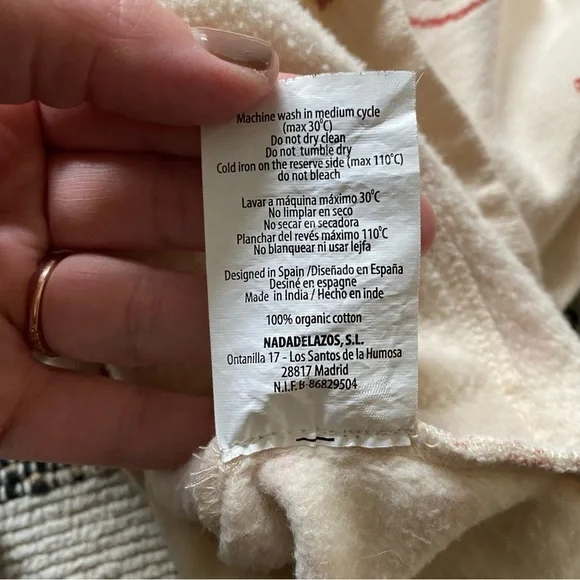 Machine wash in medium cycle
(max 30°C)
Do not dry clean
Do not tumble dry
Cold iron on the reserve side (max 110°C)
do not bleach
Lavar a máquina máximo 30°C
No limpiar en seco
No secar en secadora
Planchar del revés máximo 110°C
No blanquear ni usar lejfa
Designed in Spain /Diseñado en España
Desiné en espagne
Made in India / Hecho en inde
100% organic cotton
NADADELAZOS, S.L.
Ontanilla 17 - Los Santos de la Humosa
28817 Madrid
N.I.F. B-86829504